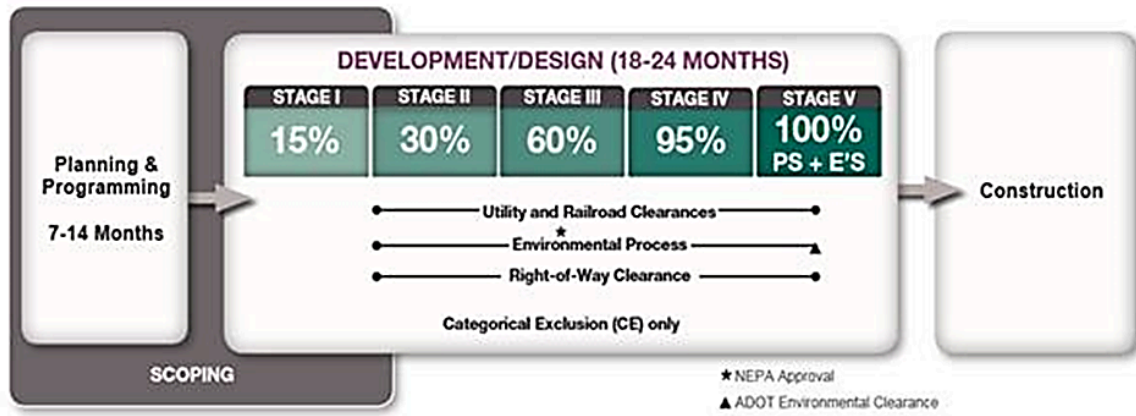 Planning &
Programming
7-14 Months
DEVELOPMENT/DESIGN (18-24 MONTHS)
STAGE I
15%
STAGE II
30%
STAGE III
60%
STAGE IV
95%
STAGE V
100%
PS + E'S
Utility and Railroad Clearances
★
Environmental Process
▲
Right-of-Way Clearance
Categorical Exclusion (CE) only
Construction
SCOPING
★ NEPA Approval
▲ ADOT Environmental Clearance